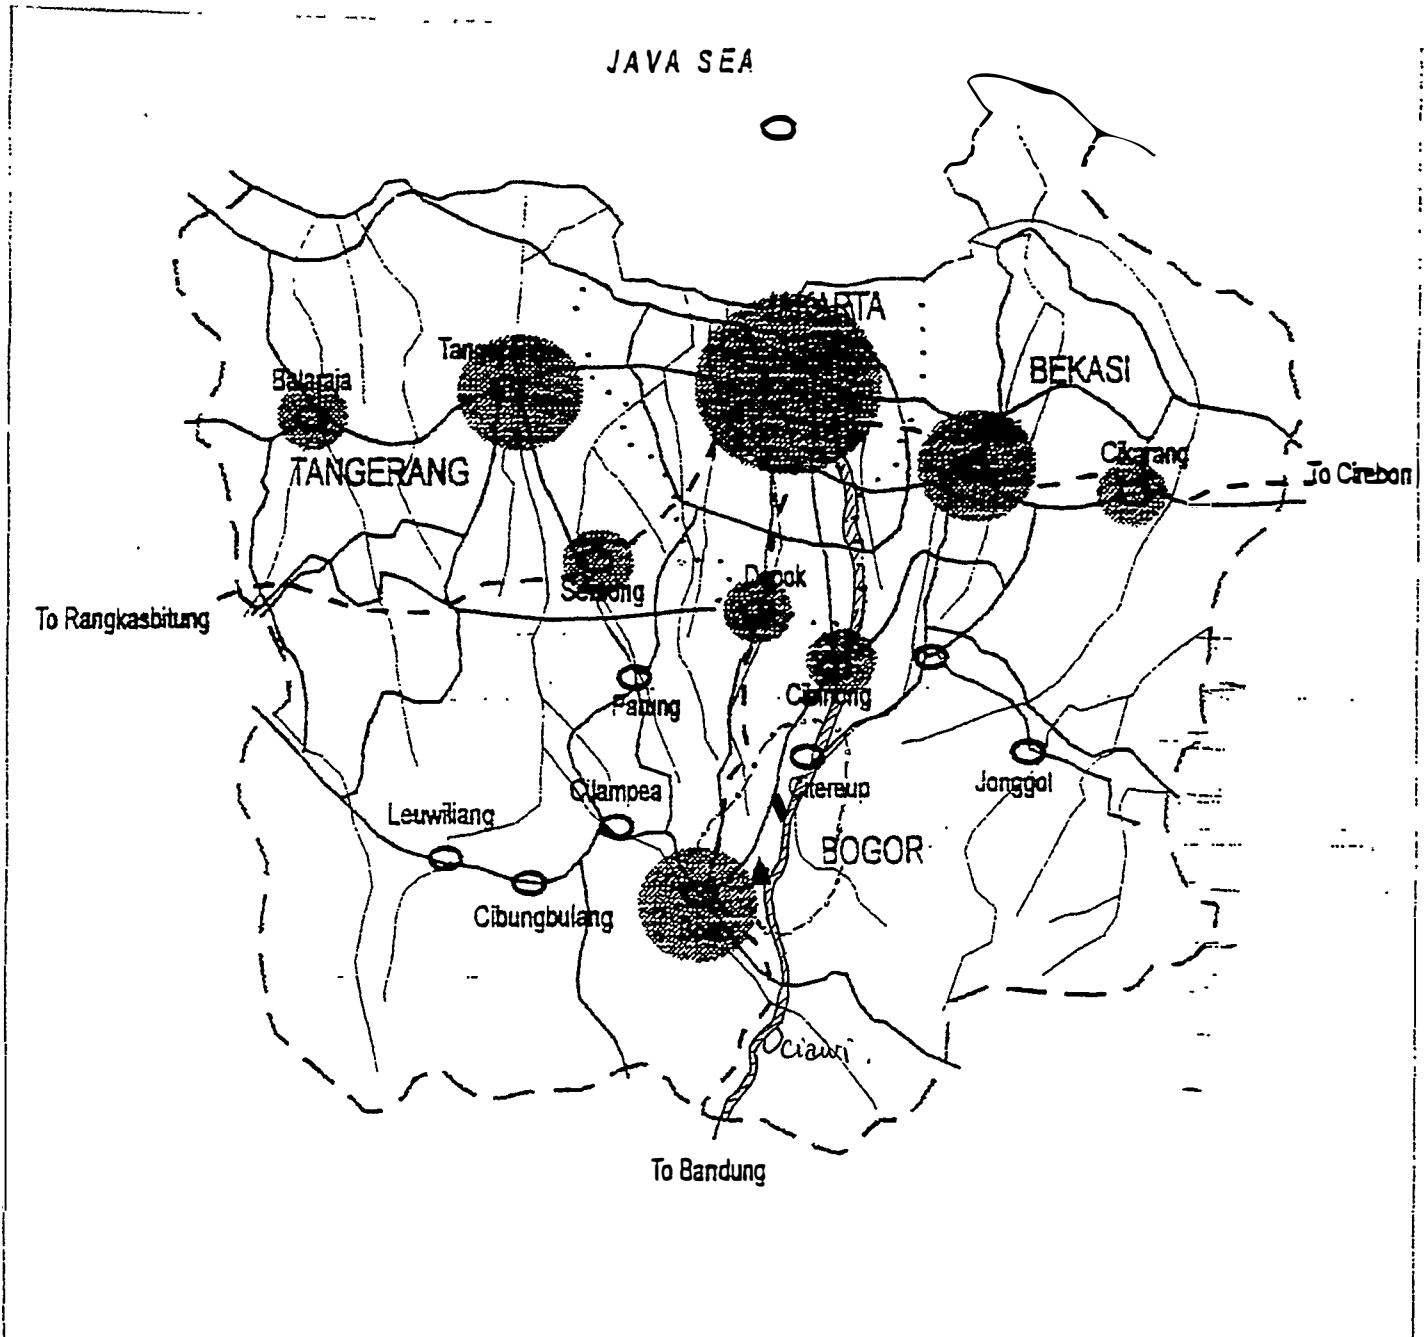 JAVA SEA
BEKASI
Balaraja
TANGERANG
Cikarang
To Cirebon
Serpong
Depok
To Rangkasbitung
Parung
Cibinong
Ciampea
Citereup
Jonggol
Leuwiliang
BOGOR
Cibungbulang
Ciawi
To Bandung